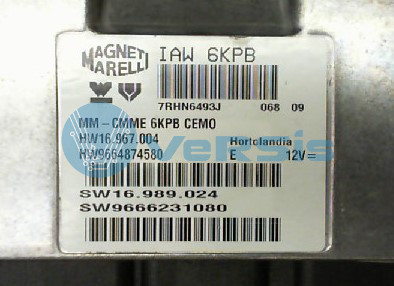 MAGNETI
MARELLI
IAW 6KPB
7RHN6493J 068 09
MM-CMME 6KPB CEMO
HW16.967.004
HW9664874580
Hortolandia
E 12V=
versis
SW16.989.024
SW9666231080